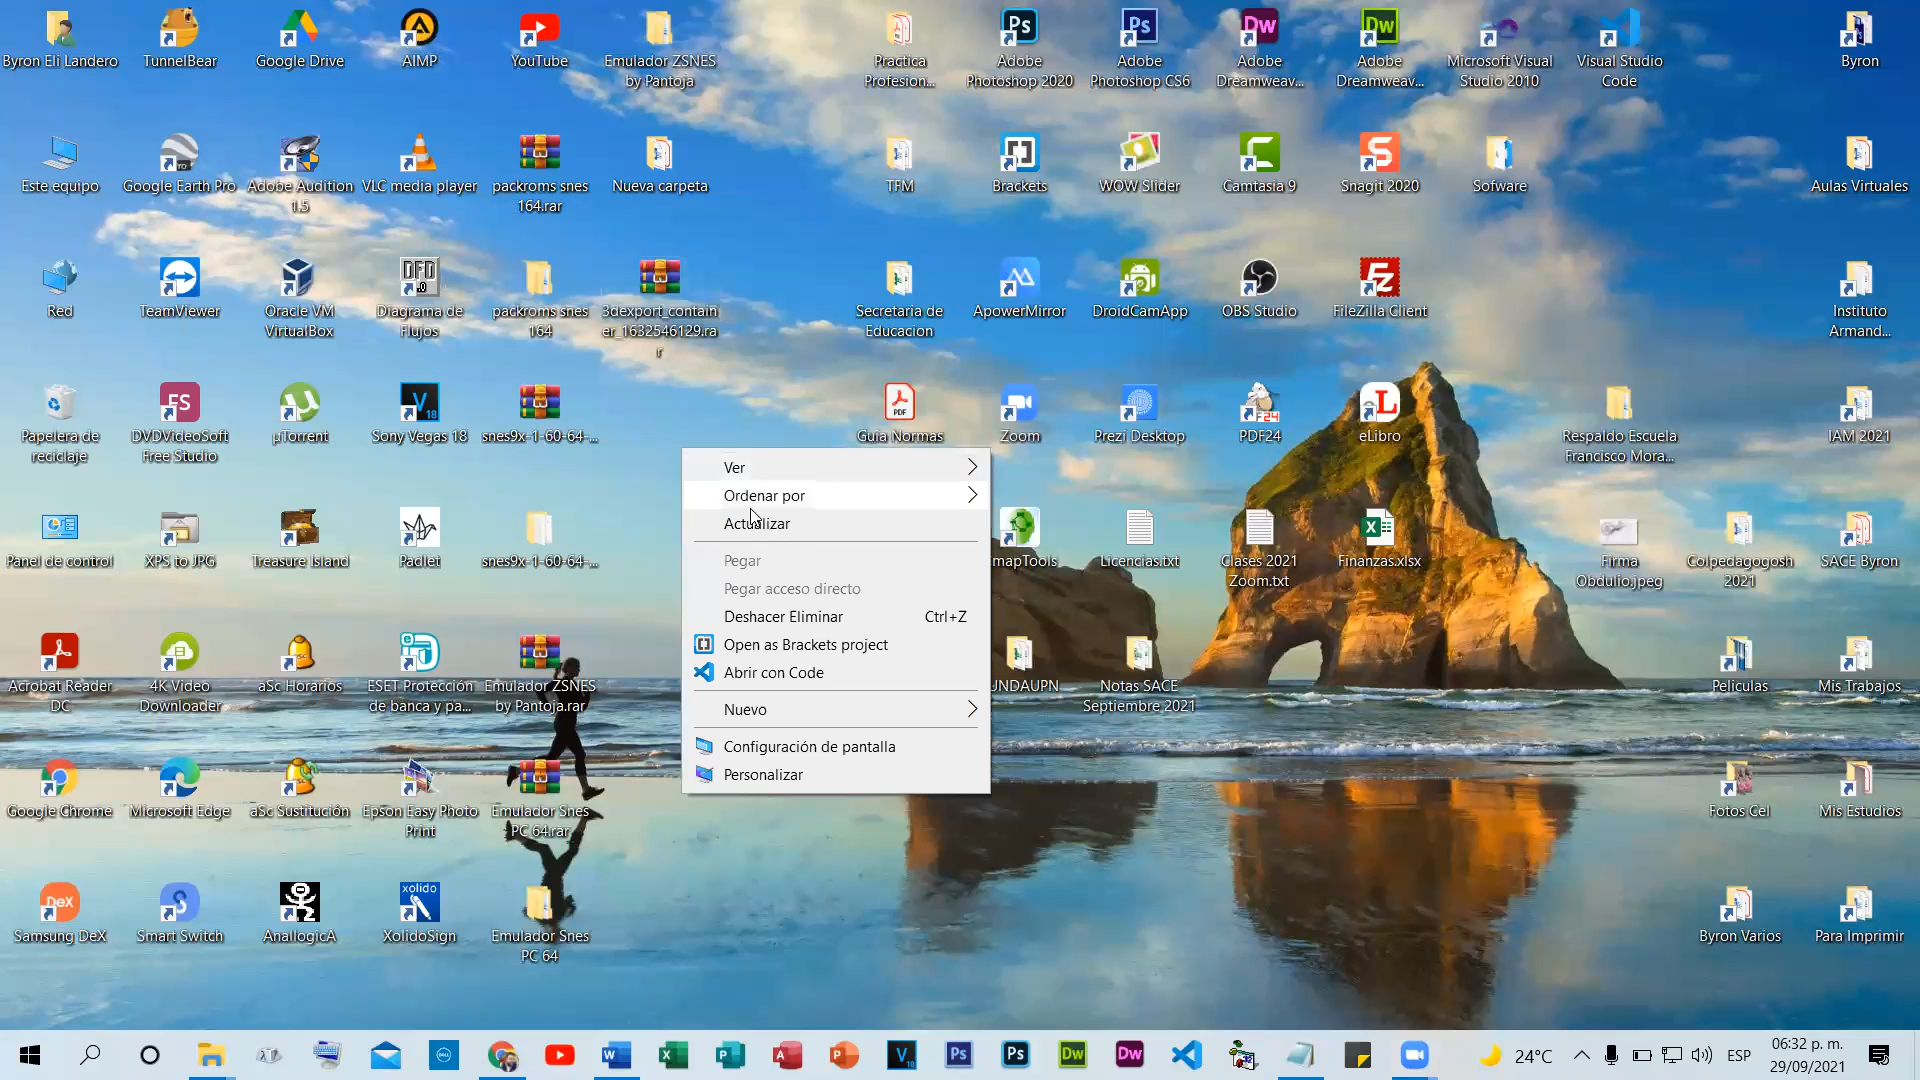 Byron Eli Landero
TunnelBear
Google Drive
AIMP
YouTube
Emulador ZSNES
by Pantoja
Practica
Profesion...
Adobe
Photoshop 2020
Adobe
Photoshop CS6
Adobe
Dreamweav...
Adobe
Dreamweav...
Microsoft Visual
Studio 2010
Visual Studio
Code
Byron
Este equipo
Google Earth Pro
Adobe Audition
1.5
VLC media player
packroms snes
164.rar
Nueva carpeta
TFM
Brackets
WOW Slider
Camtasia 9
Snagit 2020
Sofware
Aulas Virtuales
Red
TeamViewer
Oracle VM
VirtualBox
Diagrama de
Flujos
packroms snes
164
3dexport_contain
er_1632546129.ra
r
Secretaria de
Educacion
ApowerMirror
DroidCamApp
OBS Studio
FileZilla Client
Instituto
Armand...
Papelera de
reciclaje
DVDVideoSoft
Free Studio
µTorrent
Sony Vegas 18
snes9x-1-60-64-...
Guia Normas
Zoom
Prezi Desktop
PDF24
eLibro
Respaldo Escuela
Francisco Mora...
IAM 2021
Panel de control
XPS to JPG
Treasure Island
Padlet
snes9x-1-60-64-...
mapTools
Licencias.txt
Clases 2021
Zoom.txt
Finanzas.xlsx
Firma
Obdulio.jpeg
Colpedagogosh
2021
SACE Byron
Acrobat Reader
DC
4K Video
Downloader
aSc Horarios
ESET Protección
de banca y pa...
Emulador ZSNES
by Pantoja.rar
UNDAUPN
Notas SACE
Septiembre 2021
Peliculas
Mis Trabajos
Google Chrome
Microsoft Edge
aSc Sustitución
Epson Easy Photo
Print
Emulador Snes
PC 64.rar
Fotos Cel
Mis Estudios
Samsung DeX
Smart Switch
AnallogicA
XolidoSign
Emulador Snes
PC 64
Byron Varios
Para Imprimir
Ver
Ordenar por
Actualizar
Pegar
Pegar acceso directo
Deshacer Eliminar Ctrl+Z
Open as Brackets project
Abrir con Code
Nuevo
Configuración de pantalla
Personalizar
24°C
ESP
06:32 p. m.
29/09/2021